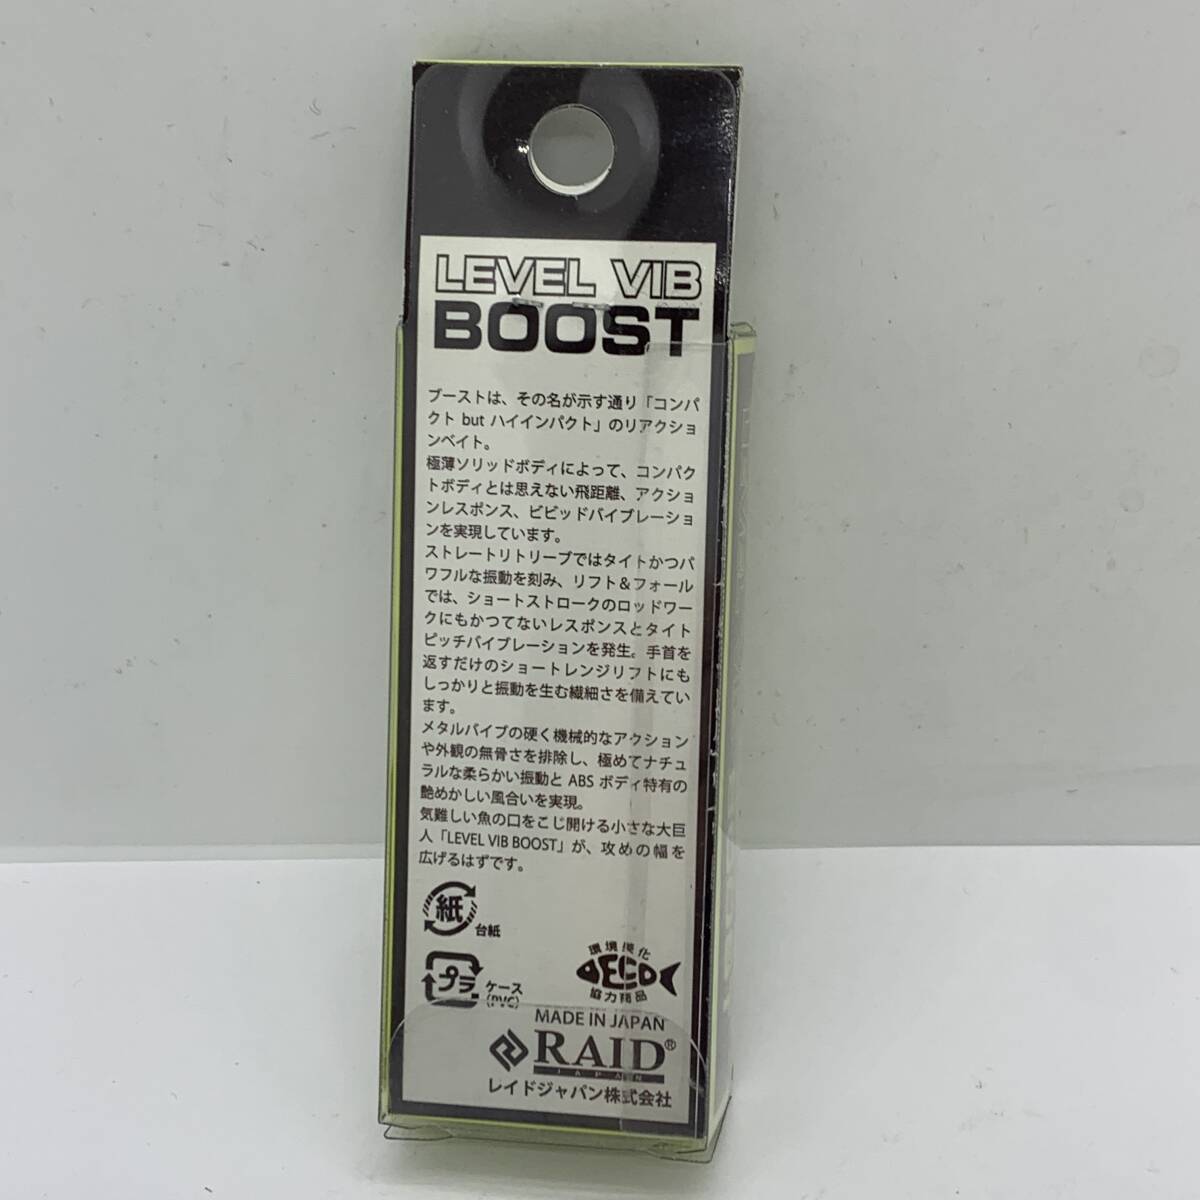 LEVEL VIB
BOOST
ブーストは、その名が示す通り「コンパ
クト but ハイインパクト」のリアクショ
ンベイト。
極薄ソリッドボディによって、コンパク
トボディとは思えない飛距離、アクショ
ンレスポンス、ビビッドバイブレーショ
ンを実現しています。
ストレートリトリーブではタイトかつパ
ワフルな振動を刻み、リフト＆フォール
では、ショートストロークのロッドワー
クにもかつてないレスポンスとタイト
ピッチバイブレーションを発生。手首を
返すだけのショートレンジリフトにも
しっかりと振動を生む繊細さを備えてい
ます。
メタルバイブの硬く機械的なアクション
や外観の無骨さを排除し、極めてナチュ
ラルな柔らかい振動と ABS ボディ特有の
艶めかしい風合いを実現。
気難しい魚の口をこじ開ける小さな大巨
人「LEVEL VIB BOOST」が、攻めの幅を
広げるはずです。
紙
台紙
プラ
ケース
(PVC)
環境美化
ECO
協力商品
MADE IN JAPAN
RAID®
JAPAN
レイドジャパン株式会社